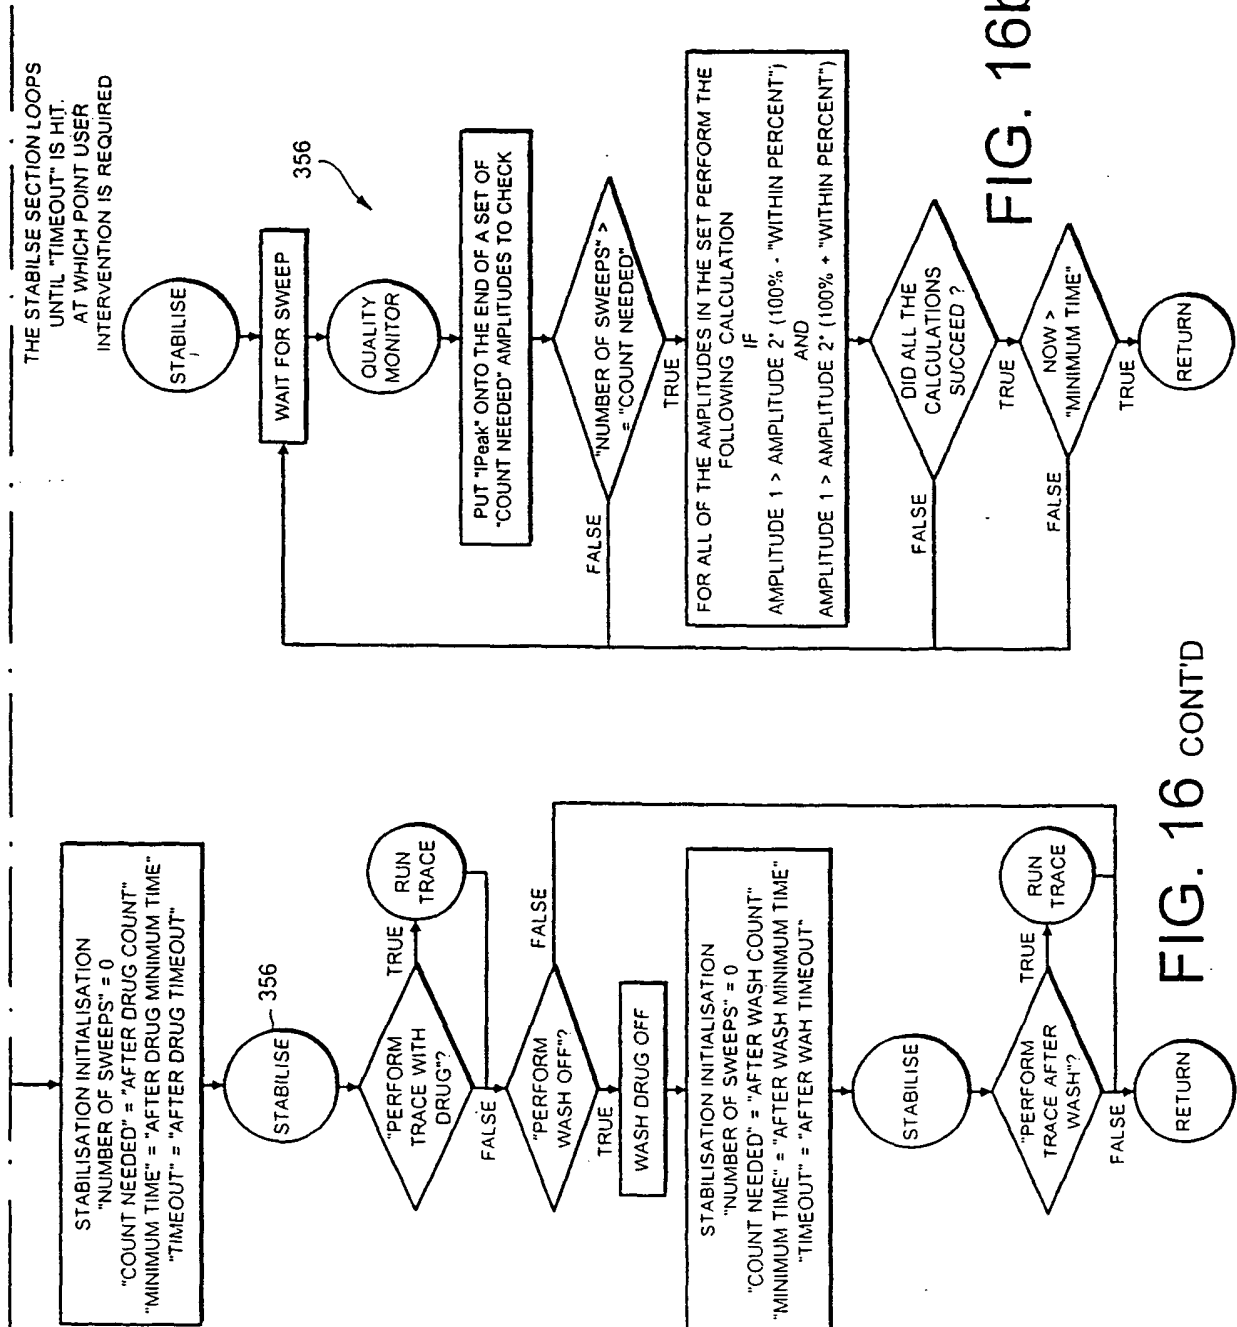 STABILISATION INITIALISATION
"NUMBER OF SWEEPS" = 0
"COUNT NEEDED" = "AFTER DRUG COUNT"
"MINIMUM TIME" = "AFTER DRUG MINIMUM TIME"
"TIMEOUT" = "AFTER DRUG TIMEOUT"
STABILISE
356
"PERFORM
TRACE WITH
DRUG"?
TRUE
RUN
TRACE
FALSE
"PERFORM
WASH OFF"?
FALSE
TRUE
WASH DRUG OFF
STABILISATION INITIALISATION
"NUMBER OF SWEEPS" = 0
"COUNT NEEDED" = "AFTER WASH COUNT"
"MINIMUM TIME" = "AFTER WASH MINIMUM TIME"
"TIMEOUT" = "AFTER WAH TIMEOUT"
STABILISE
"PERFORM
TRACE AFTER
WASH"?
TRUE
RUN
TRACE
FALSE
RETURN
FIG. 16 CONT'D
THE STABILSE SECTION LOOPS
UNTIL "TIMEOUT" IS HIT.
AT WHICH POINT USER
INTERVENTION IS REQUIRED
STABILISE
WAIT FOR SWEEP
356
QUALITY
MONITOR
PUT "IPeak" ONTO THE END OF A SET OF
"COUNT NEEDED" AMPLITUDES TO CHECK
"NUMBER OF SWEEPS" >
= "COUNT NEEDED"
FALSE
TRUE
FOR ALL OF THE AMPLITUDES IN THE SET PERFORM THE
FOLLOWING CALCULATION
IF
AMPLITUDE 1 > AMPLITUDE 2* (100% - "WITHIN PERCENT")
AND
AMPLITUDE 1 > AMPLITUDE 2* (100% + "WITHIN PERCENT")
DID ALL THE
CALCULATIONS
SUCCEED ?
FALSE
TRUE
NOW >
"MINIMUM TIME"
FALSE
TRUE
RETURN
FIG. 16b